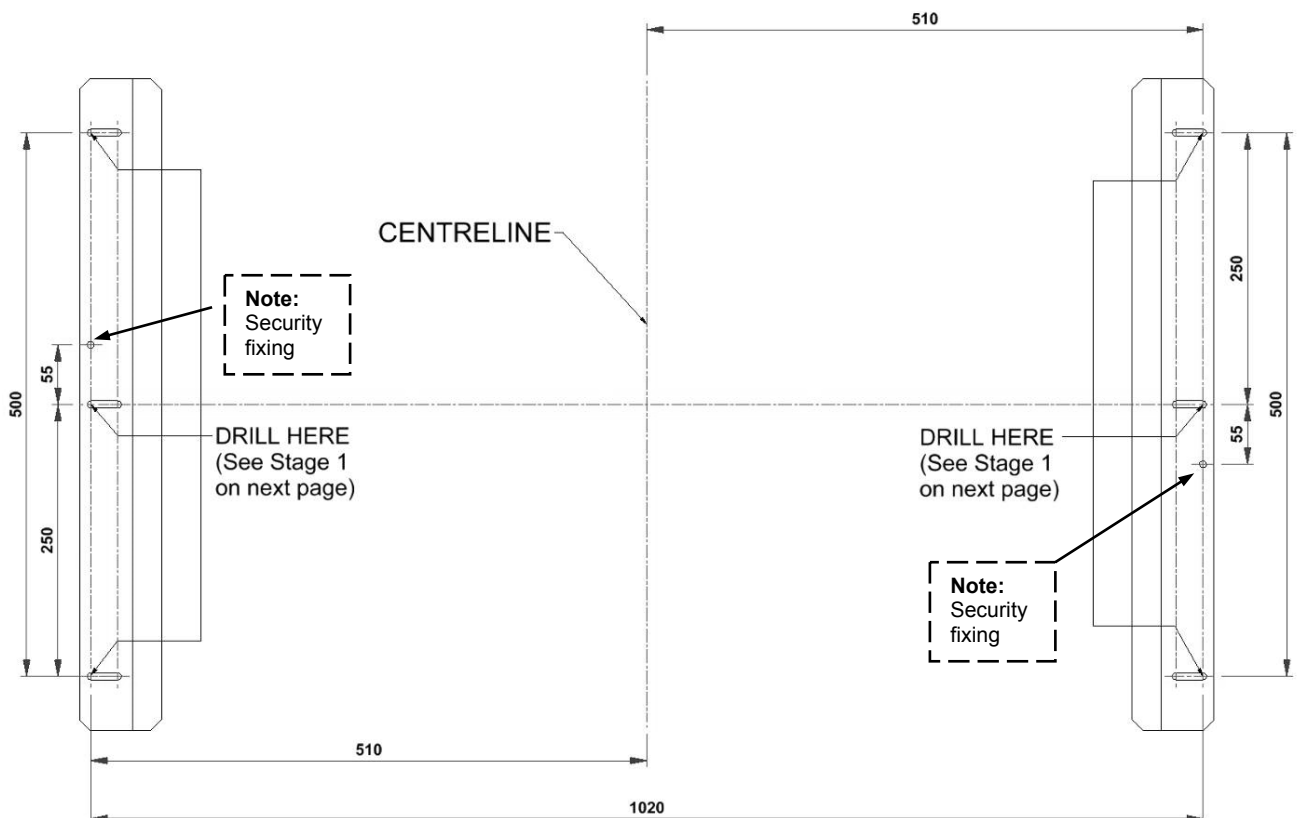 510
CENTRELINE
Note:
Security
fixing
250
500
55
500
55
DRILL HERE
(See Stage 1
on next page)
DRILL HERE
(See Stage 1
on next page)
250
Note:
Security
fixing
510
1020